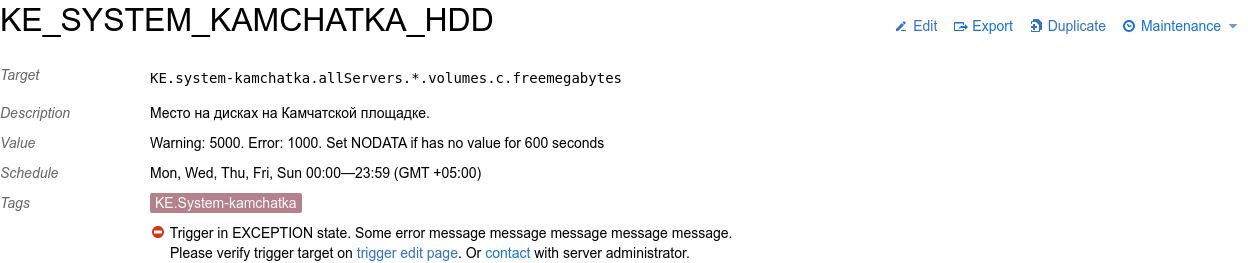 KE_SYSTEM_KAMCHATKA_HDD
Edit Export Duplicate Maintenance
Target KE.system-kamchatka.allServers.*.volumes.c.freemegabytes
Description Место на дисках на Камчатской площадке.
Value Warning: 5000. Error: 1000. Set NODATA if has no value for 600 seconds
Schedule Mon, Wed, Thu, Fri, Sun 00:00—23:59 (GMT +05:00)
Tags KE.System-kamchatka
Trigger in EXCEPTION state. Some error message message message message message.
Please verify trigger target on trigger edit page. Or contact with server administrator.